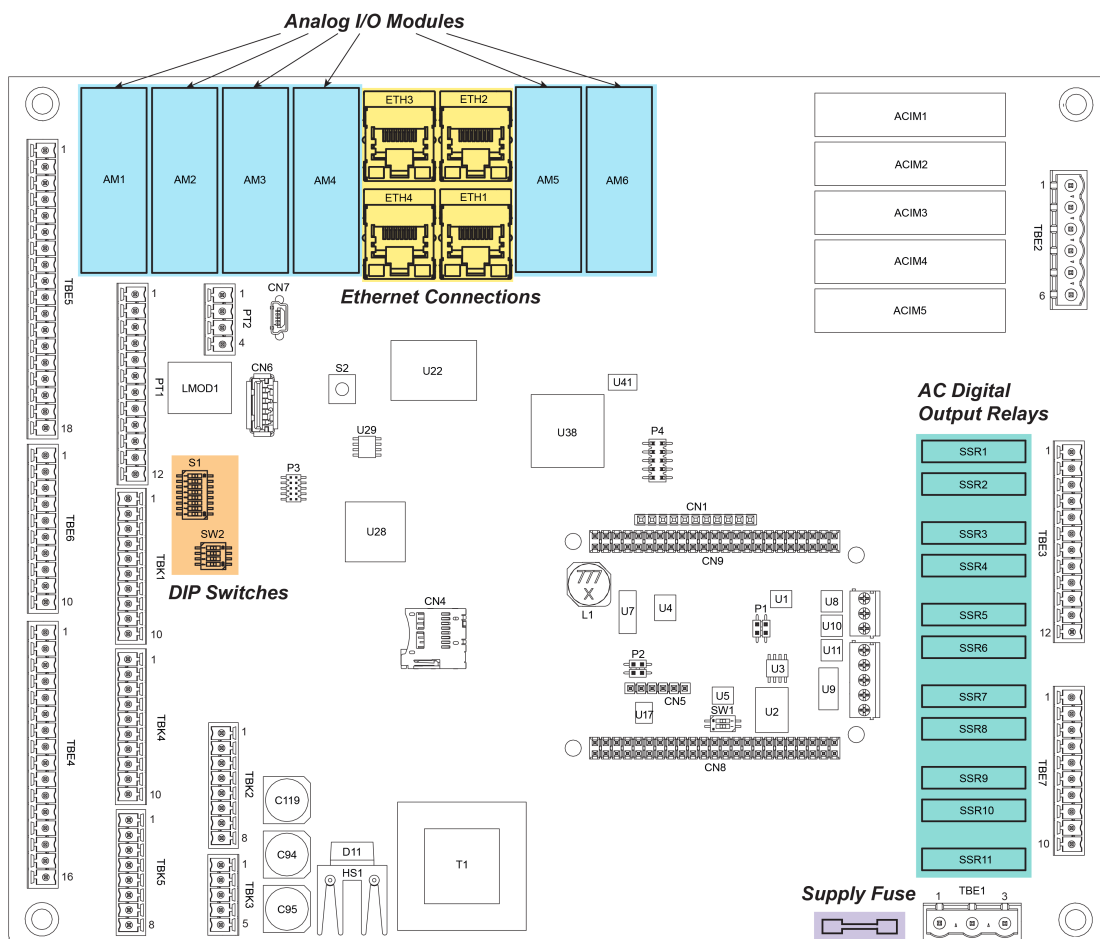 Analog I/O Modules
ETH3
ETH2
ACIM1
AM1
AM2
AM3
AM4
AM5
AM6
ACIM2
ETH4
ETH1
ACIM3
ACIM4
ACIM5
1
TBE2
6
1
TBE5
18
Ethernet Connections
1
PT1
12
1
PT2
4
CN7
LMOD1
CN6
S2
U22
U41
U38
U29
P4
AC Digital
Output Relays
SSR1
SSR2
SSR3
SSR4
SSR5
SSR6
SSR7
SSR8
SSR9
SSR10
SSR11
1
TBE3
12
1
TBE7
10
1
TBE6
10
S1
SW2
DIP Switches
P3
U28
1
TBK1
10
CN1
CN9
L1
U7
U4
U1
P1
U8
U10
U11
P2
U3
CN5
U5
U17
SW1
U2
U9
CN8
CN4
1
TBE4
16
1
TBK4
10
1
TBK2
8
1
TBK5
8
1
TBK3
5
C119
C94
C95
D11
HS1
T1
Supply Fuse
1
TBE1
3